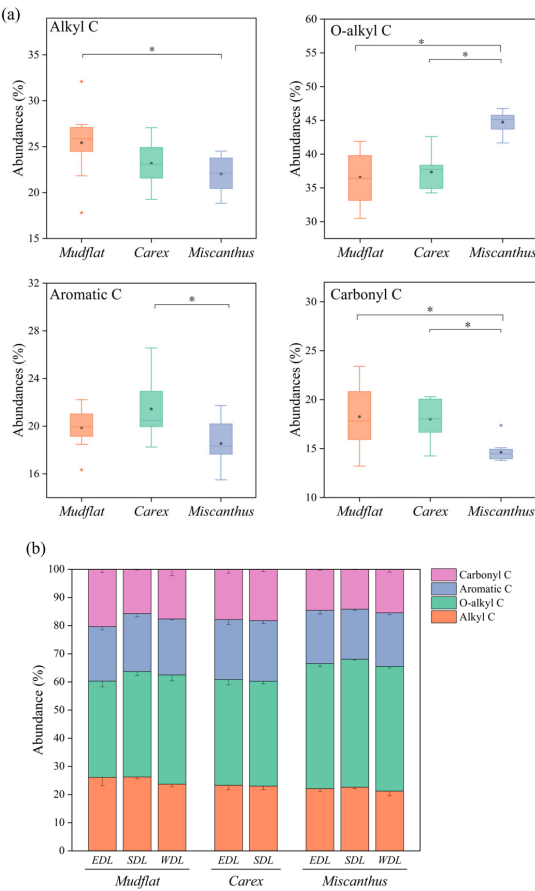 (a)
Alkyl C
Abundances (%)
35
30
25
20
15
*
Mudflat Carex Miscanthus
O-alkyl C
Abundances (%)
60
55
50
45
40
35
30
*
*
Mudflat Carex Miscanthus
Aromatic C
Abundances (%)
32
28
24
20
16
*
Mudflat Carex Miscanthus
Carbonyl C
Abundances (%)
30
25
20
15
10
*
*
Mudflat Carex Miscanthus
(b)
Abundance (%)
100
90
80
70
60
50
40
30
20
10
0
Carbonyl C
Aromatic C
O-alkyl C
Alkyl C
EDL SDL WDL EDL SDL EDL SDL WDL
Mudflat Carex Miscanthus